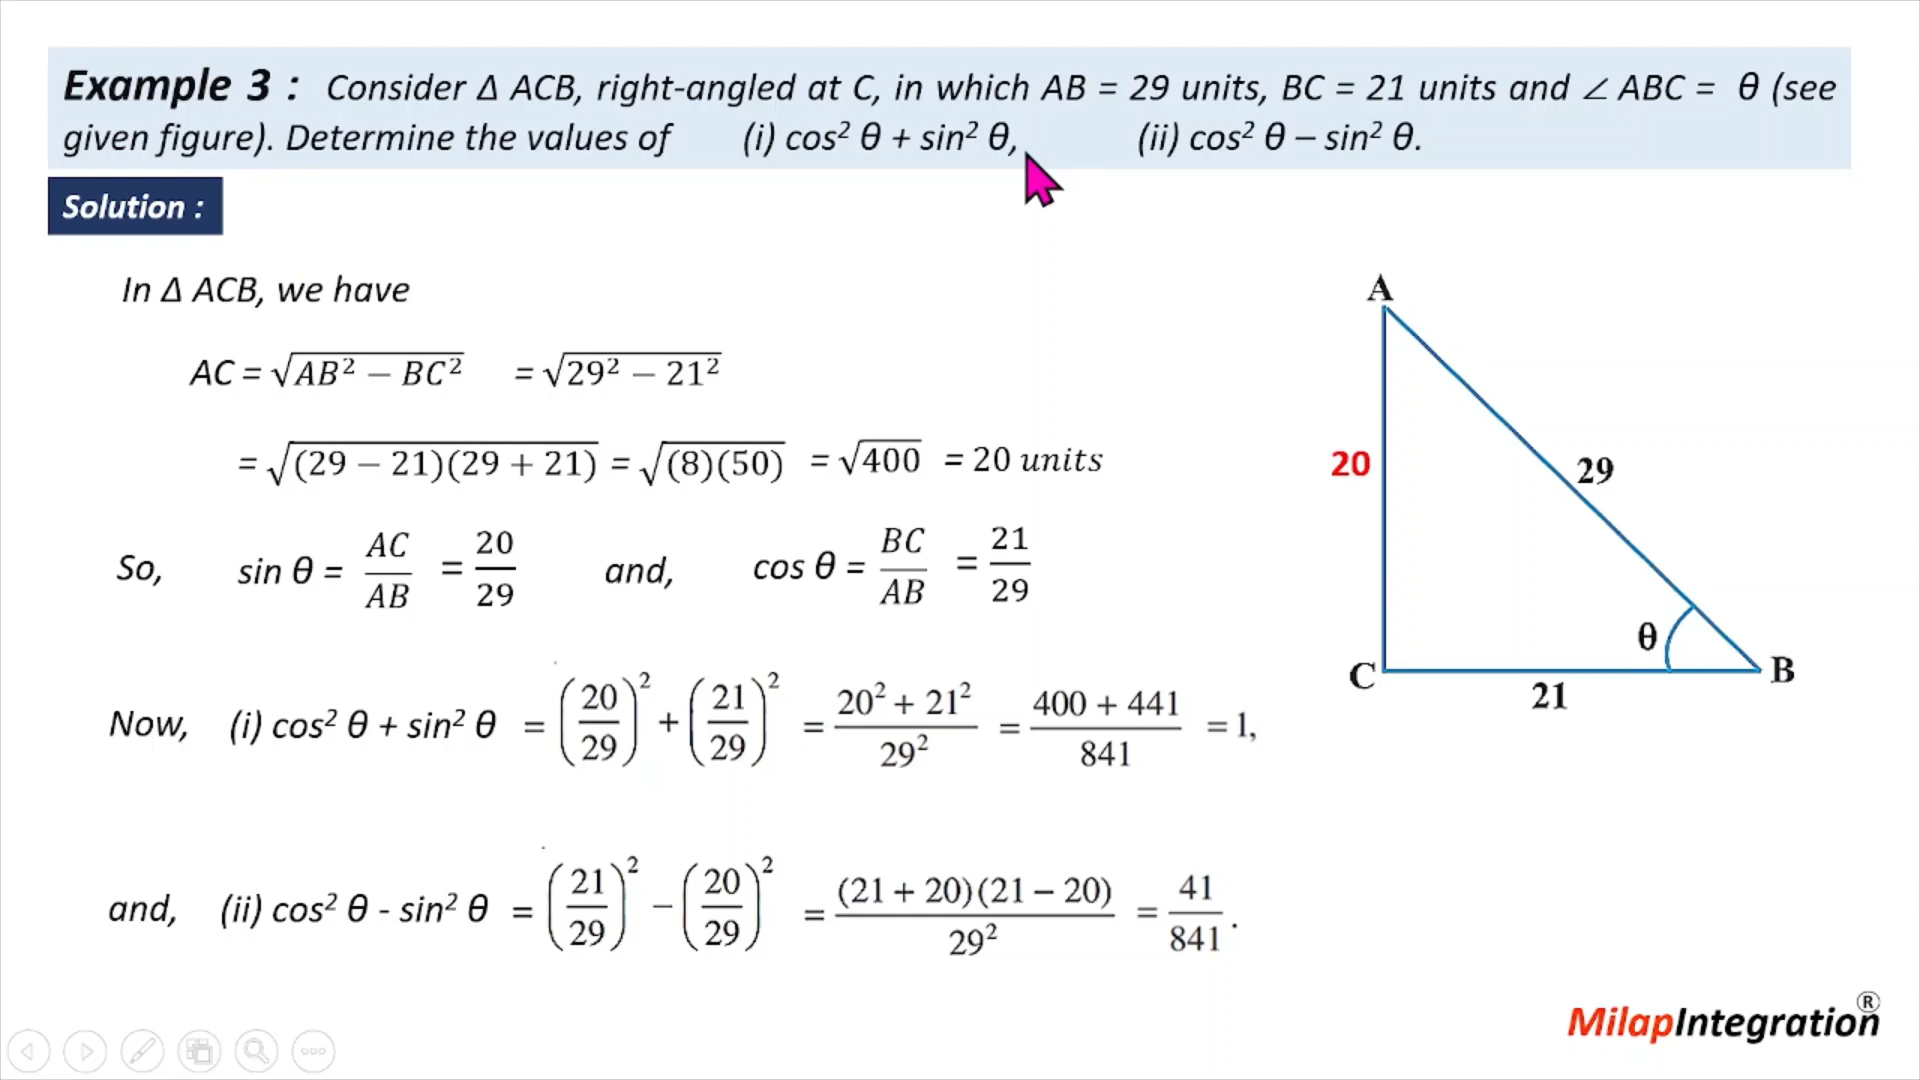 Example 3 : Consider Δ ACB, right-angled at C, in which AB = 29 units, BC = 21 units and ∠ ABC = θ (see
given figure). Determine the values of (i) cos² θ + sin² θ, (ii) cos² θ – sin² θ.
Solution :
In Δ ACB, we have
AC = √(AB² − BC²) = √(29² − 21²)
= √((29 − 21)(29 + 21)) = √((8)(50)) = √400 = 20 units
So, sin θ = AC/AB = 20/29 and, cos θ = BC/AB = 21/29
Now, (i) cos² θ + sin² θ = (20/29)² + (21/29)² = (20² + 21²)/29² = (400 + 441)/841 = 1,
and, (ii) cos² θ - sin² θ = (21/29)² − (20/29)² = (21 + 20)(21 − 20)/29² = 41/841.
A
20
29
θ
C
B
21
MilapIntegration®